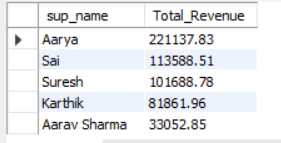 sup_name Total_Revenue
Aarya 221137.83
Sai 113588.51
Suresh 101688.78
Karthik 81861.96
Aarav Sharma 33052.85